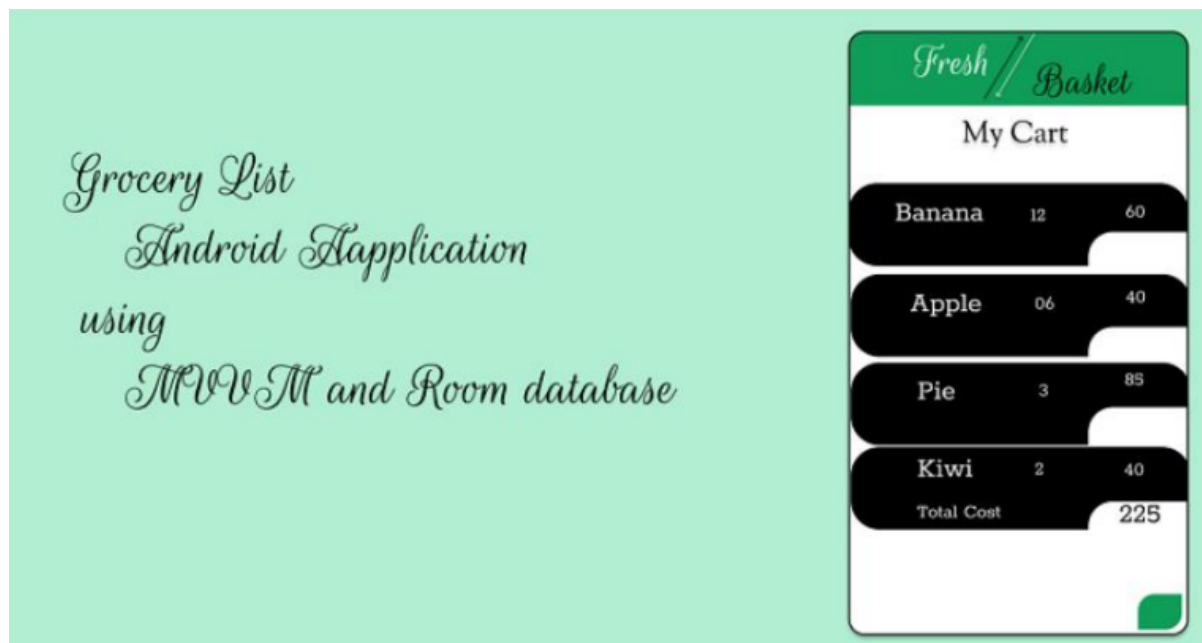 Grocery List
Android Aapplication
using
MVVM and Room database
Fresh Basket
My Cart
Banana 12 60
Apple 06 40
Pie 3 85
Kiwi 2 40
Total Cost 225